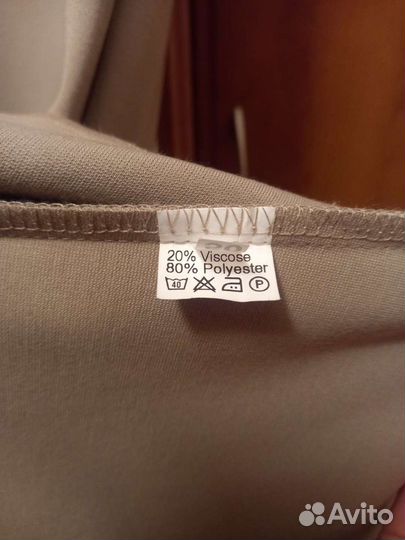 20% Viscose
80% Polyester
40 P
Avito